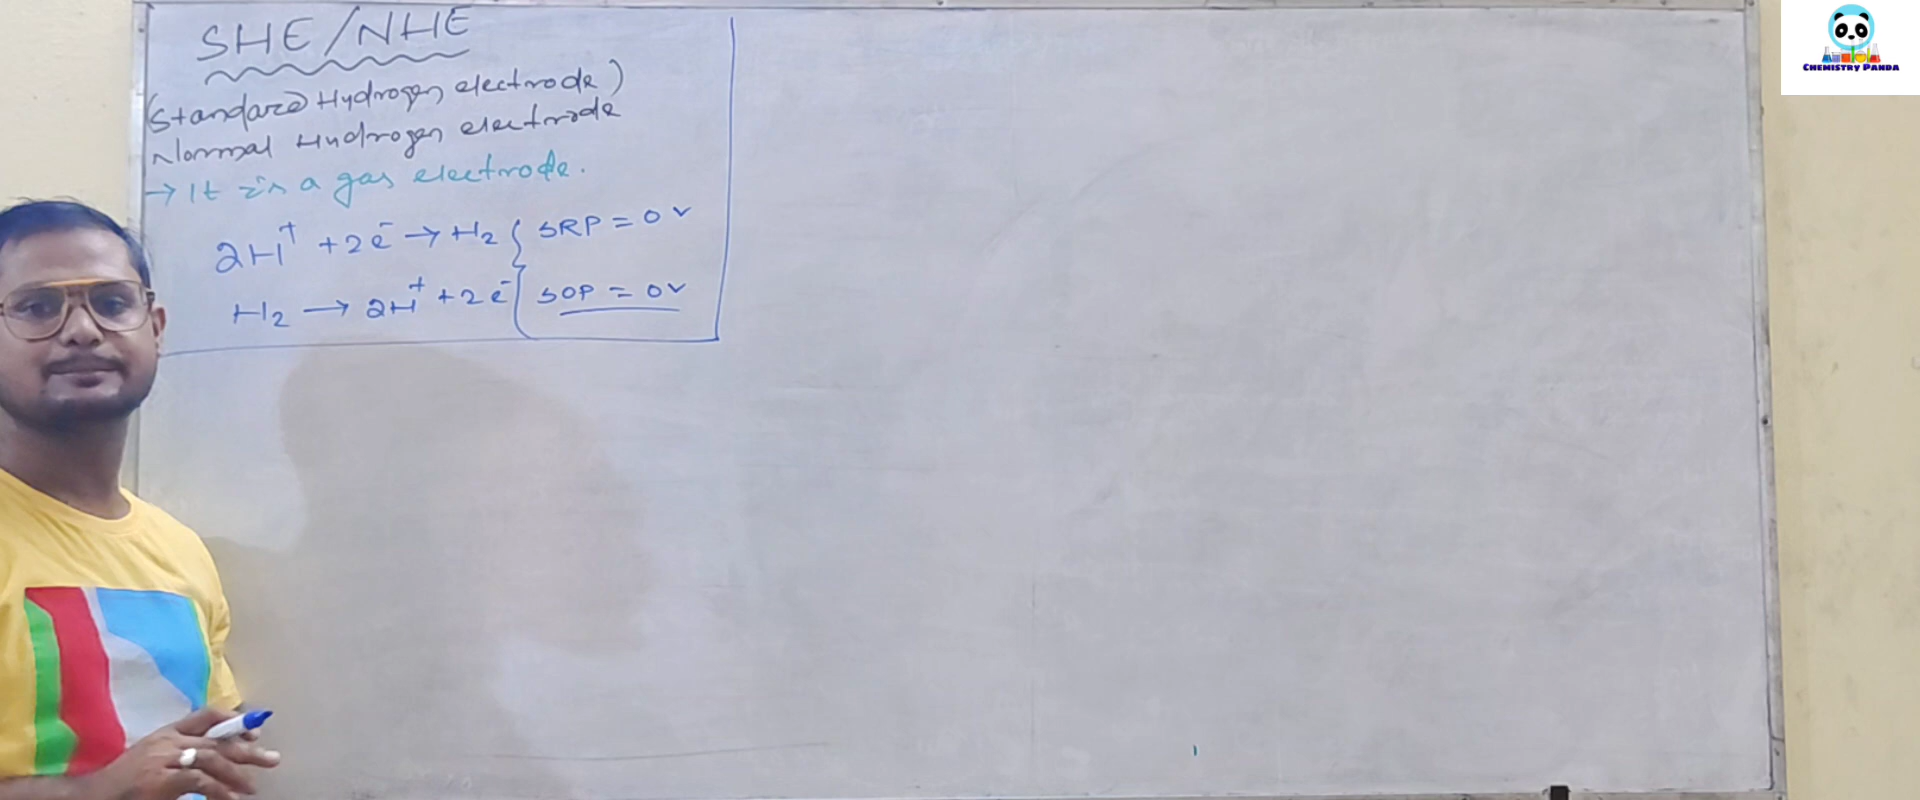 SHE/NHE
(Standard Hydrogen electrode)
Normal Hydrogen electrode
→ It is a gas electrode.
2H⁺ + 2e⁻ → H₂ { SRP = 0 V
H₂ → 2H⁺ + 2e⁻ SOP = 0V
Chemistry Panda